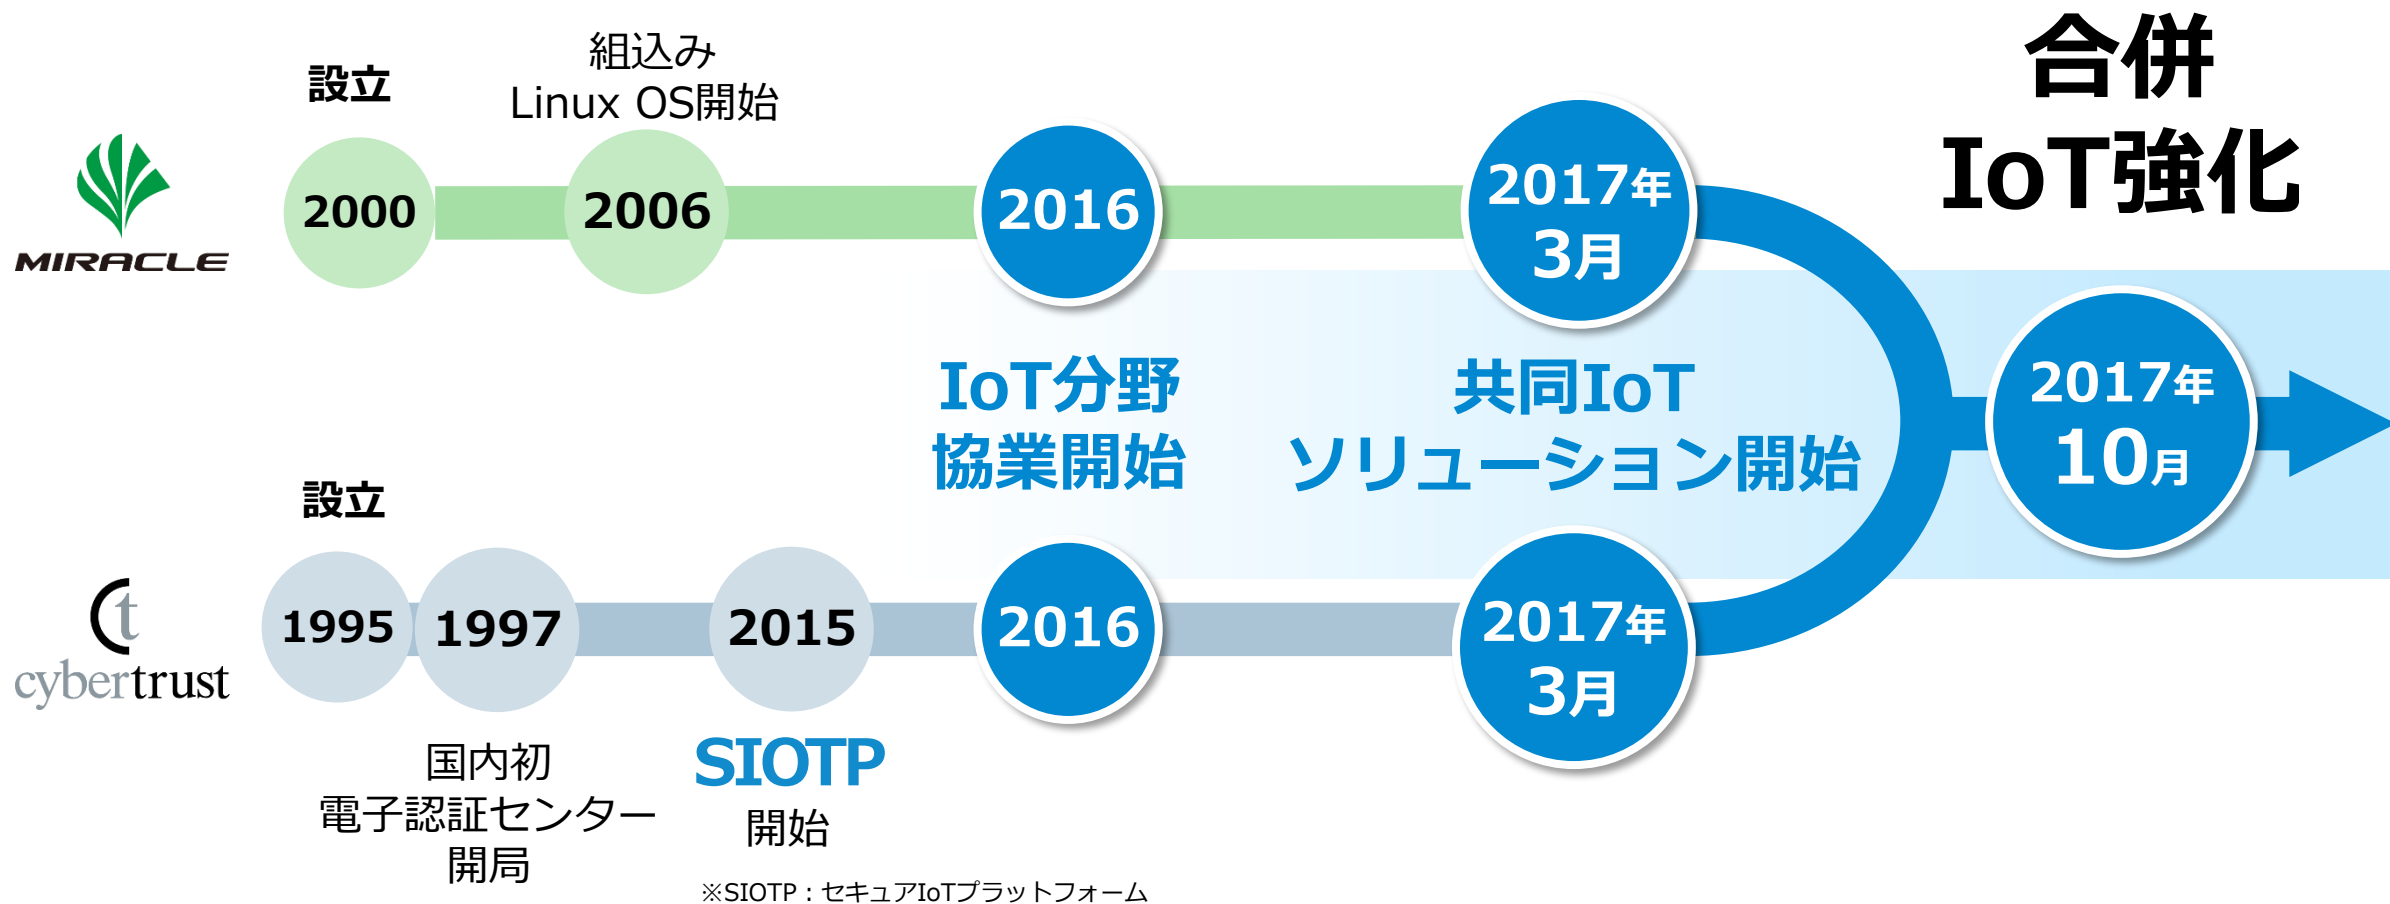 設立
組込み
Linux OS開始
合併
IoT強化
MIRACLE
2000
2006
2016
2017年
3月
IoT分野
協業開始
共同IoT
ソリューション開始
2017年
10月
設立
cybertrust
1995
1997
2015
2016
2017年
3月
国内初
電子認証センター
開局
SIOTP
開始
※SIOTP：セキュアIoTプラットフォーム